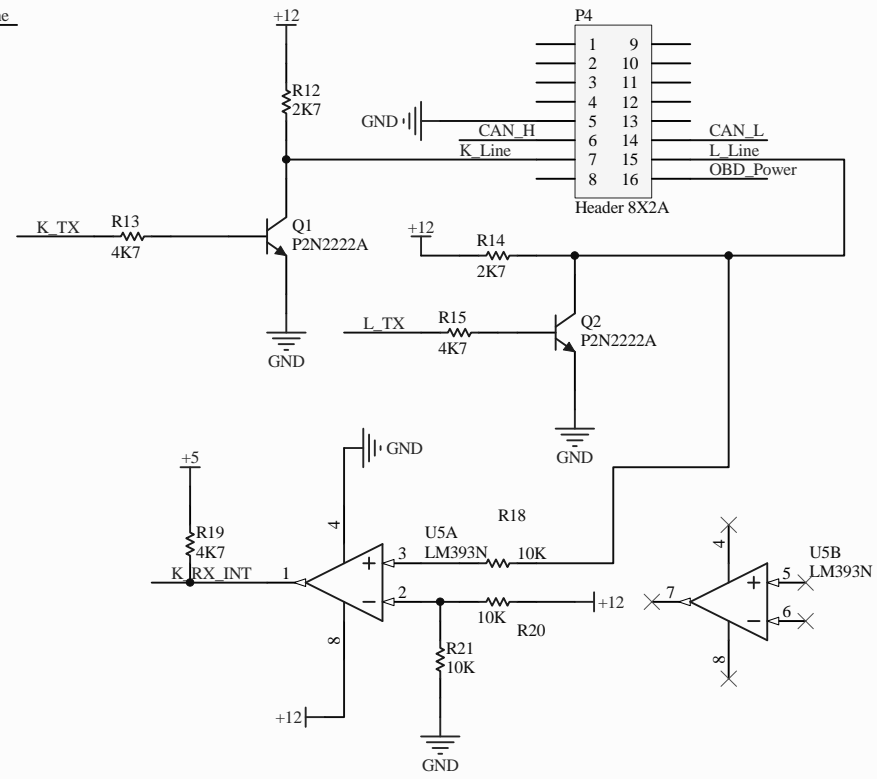 +12
P4
1 9
2 10
3 11
4 12
5 13
6 14
7 15
8 16
Header 8X2A
R12
2K7
GND
CAN_H
K_Line
CAN_L
L_Line
OBD_Power
K_TX
R13
4K7
Q1
P2N2222A
GND
+12
R14
2K7
L_TX
R15
4K7
Q2
P2N2222A
GND
GND
+5
R19
4K7
K_RX_INT
1
4
8
+12
U5A
LM393N
3
2
+
−
R18
10K
10K
R20
+12
R21
10K
GND
4
U5B
LM393N
5
6
7
8
+
−